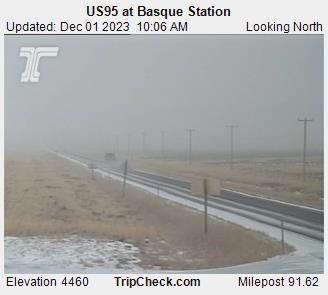 US95 at Basque Station
Updated: Dec 01 2023 10:06 AM Looking North
Elevation 4460 TripCheck.com Milepost 91.62